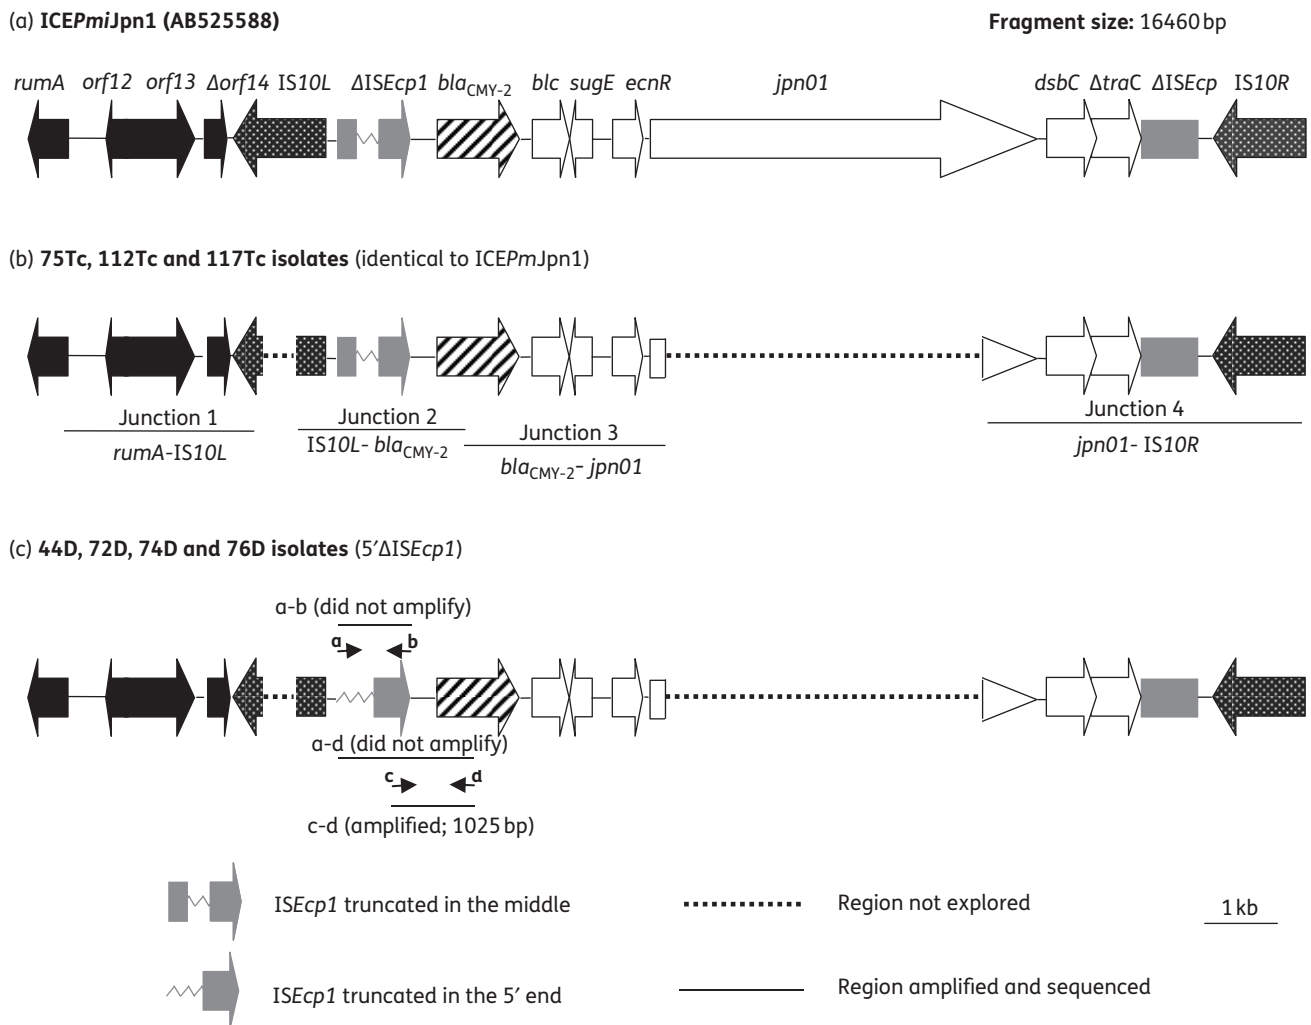 (a) ICEPmiJpn1 (AB525588) Fragment size: 16460 bp
rumA orf12 orf13 Δorf14 IS10L ΔISEcp1 blaCMY-2 blc sugE ecnR jpn01 dsbC ΔtraC ΔISEcp IS10R
(b) 75Tc, 112Tc and 117Tc isolates (identical to ICEPmJpn1)
Junction 1
rumA-IS10L
Junction 2
IS10L- blaCMY-2
Junction 3
blaCMY-2- jpn01
Junction 4
jpn01- IS10R
(c) 44D, 72D, 74D and 76D isolates (5′ΔISEcp1)
a-b (did not amplify)
a b
a-d (did not amplify)
c d
c-d (amplified; 1025 bp)
ISEcp1 truncated in the middle
Region not explored
1 kb
ISEcp1 truncated in the 5′ end
Region amplified and sequenced